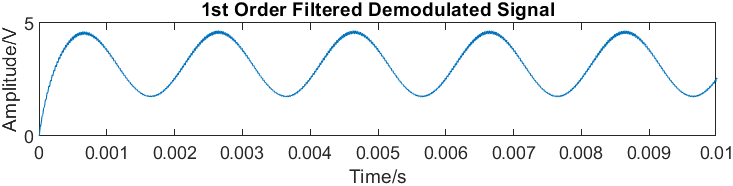 1st Order Filtered Demodulated Signal
5
Amplitude/V
0
0 0.001 0.002 0.003 0.004 0.005 0.006 0.007 0.008 0.009 0.01
Time/s